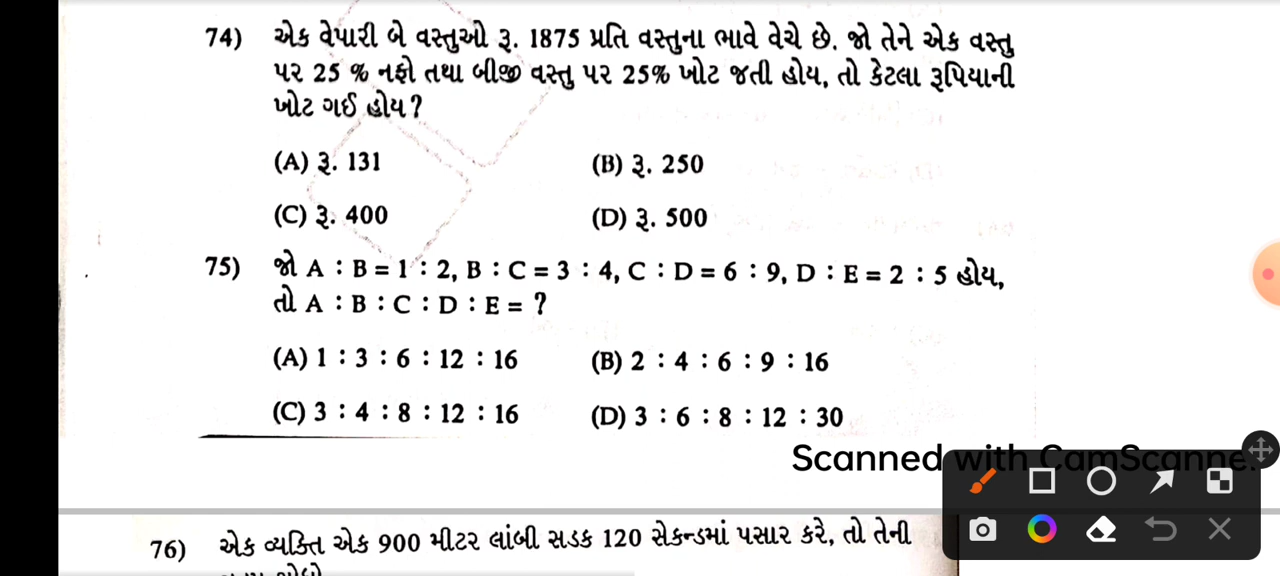 74) એક વેપારી બે વસ્તુઓ રૂ. 1875 પ્રતિ વસ્તુના ભાવે વેચે છે. જો તેને એક વસ્તુ
પર 25 % નફો તથા બીજી વસ્તુ પર 25% ખોટ જતી હોય, તો કેટલા રૂપિયાની
ખોટ ગઈ હોય?
(A) રૂ. 131 (B) રૂ. 250
(C) રૂ. 400 (D) રૂ. 500
75) જો A : B = 1 : 2, B : C = 3 : 4, C : D = 6 : 9, D : E = 2 : 5 હોય,
તો A : B : C : D : E = ?
(A) 1 : 3 : 6 : 12 : 16 (B) 2 : 4 : 6 : 9 : 16
(C) 3 : 4 : 8 : 12 : 16 (D) 3 : 6 : 8 : 12 : 30
Scanned with CamScanne
76) એક વ્યક્તિ એક 900 મીટર લાંબી સડક 120 સેકન્ડમાં પસાર કરે, તો તેની